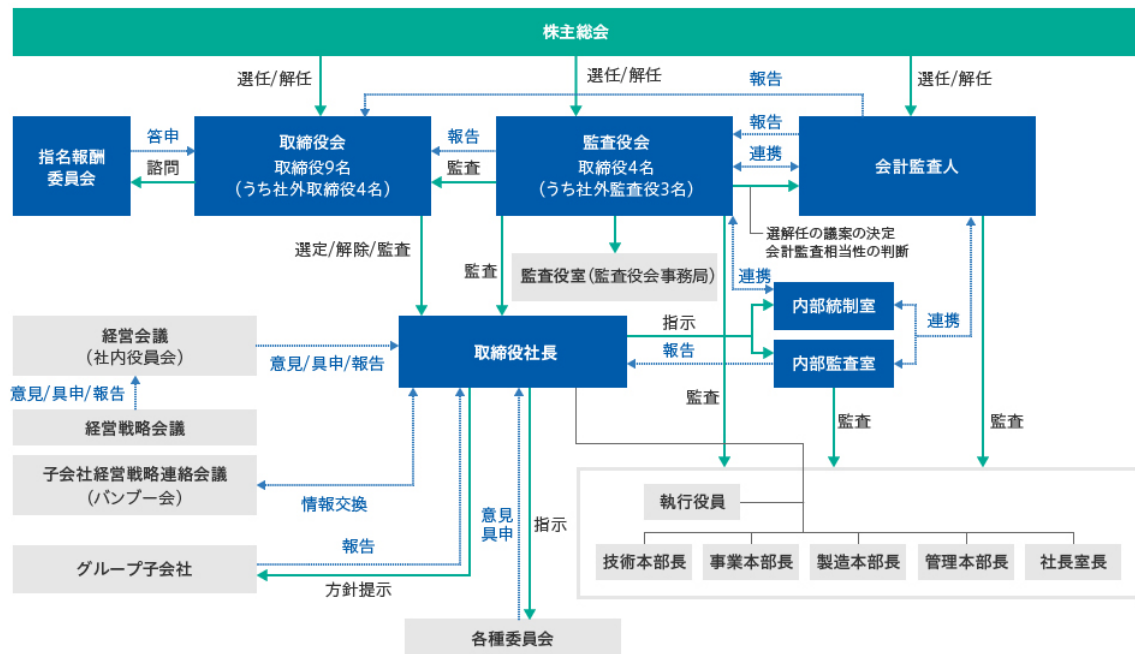 株主総会
選任/解任
選任/解任
報告
選任/解任
指名報酬
委員会
答申
諮問
取締役会
取締役9名
(うち社外取締役4名)
報告
監査
監査役会
取締役4名
(うち社外監査役3名)
報告
連携
会計監査人
選解任の議案の決定
会計監査相当性の判断
選定/解除/監査
監査
監査役室(監査役会事務局)
連携
内部統制室
連携
指示
経営会議
(社内役員会)
意見/具申/報告
取締役社長
報告
内部監査室
意見/具申/報告
経営戦略会議
監査
監査
監査
子会社経営戦略連絡会議
(バンブー会)
情報交換
意見
具申
指示
執行役員
報告
グループ子会社
方針提示
技術本部長
事業本部長
製造本部長
管理本部長
社長室長
各種委員会